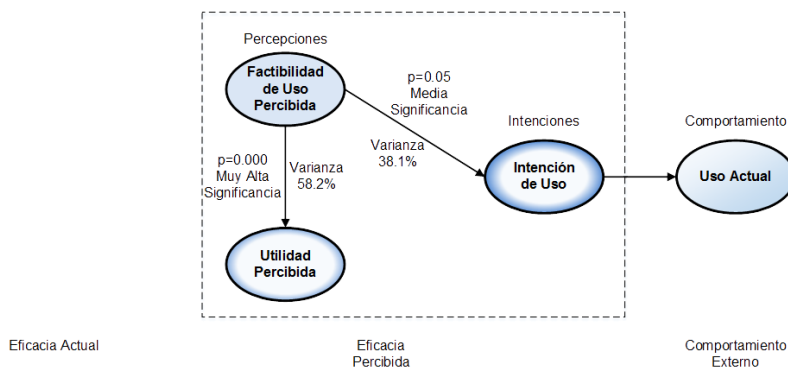 Percepciones
Factibilidad
de Uso
Percibida
p=0.05
Media
Significancia
Intenciones
Comportamiento
p=0.000
Muy Alta
Significancia
Varianza
58.2%
Varianza
38.1%
Intención
de Uso
Uso Actual
Utilidad
Percibida
Eficacia Actual
Eficacia
Percibida
Comportamiento
Externo